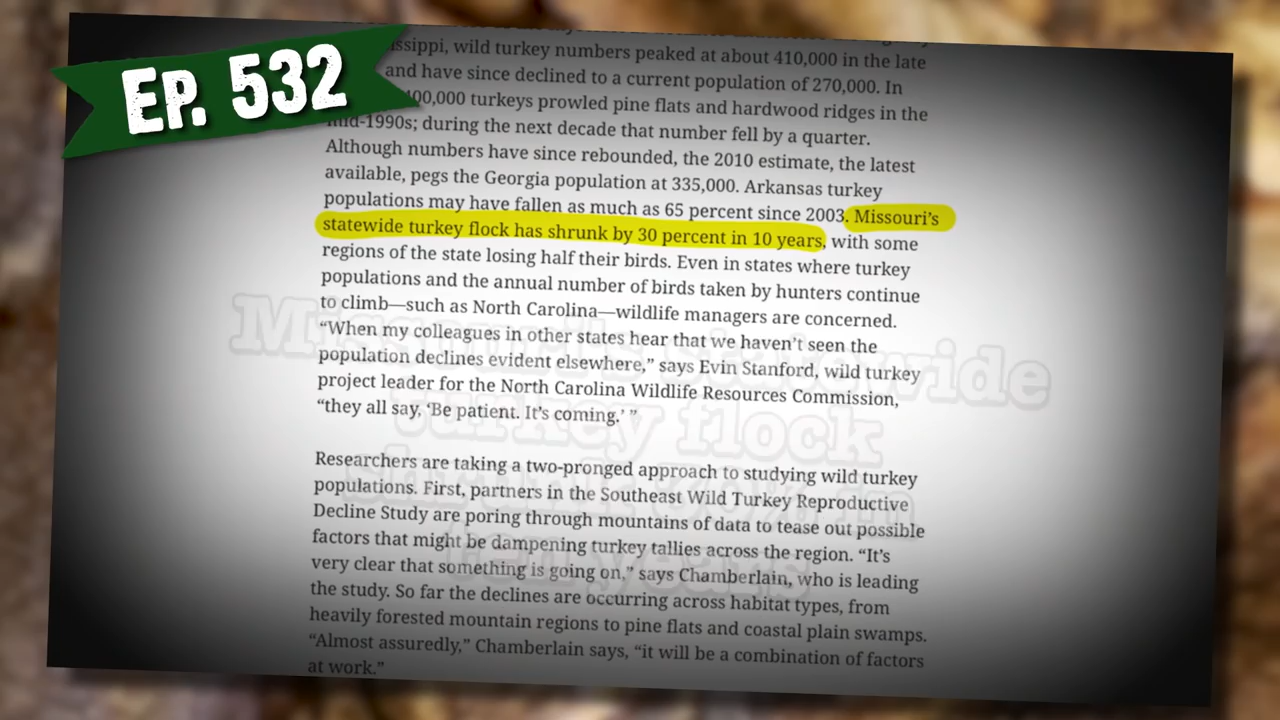 EP. 532
ssippi, wild turkey numbers peaked at about 410,000 in the late
and have since declined to a current population of 270,000. In
400,000 turkeys prowled pine flats and hardwood ridges in the
mid-1990s; during the next decade that number fell by a quarter.
Although numbers have since rebounded, the 2010 estimate, the latest
available, pegs the Georgia population at 335,000. Arkansas turkey
populations may have fallen as much as 65 percent since 2003. Missouri’s
statewide turkey flock has shrunk by 30 percent in 10 years, with some
regions of the state losing half their birds. Even in states where turkey
populations and the annual number of birds taken by hunters continue
to climb—such as North Carolina—wildlife managers are concerned.
“When my colleagues in other states hear that we haven’t seen the
population declines evident elsewhere,” says Evin Stanford, wild turkey
project leader for the North Carolina Wildlife Resources Commission,
“they all say, ‘Be patient. It’s coming.’ ”
Researchers are taking a two-pronged approach to studying wild turkey
populations. First, partners in the Southeast Wild Turkey Reproductive
Decline Study are poring through mountains of data to tease out possible
factors that might be dampening turkey tallies across the region. “It’s
very clear that something is going on,” says Chamberlain, who is leading
the study. So far the declines are occurring across habitat types, from
heavily forested mountain regions to pine flats and coastal plain swamps.
“Almost assuredly,” Chamberlain says, “it will be a combination of factors
at work.”
Missouri's statewide
turkey flock
shrunk 30% in
ten years